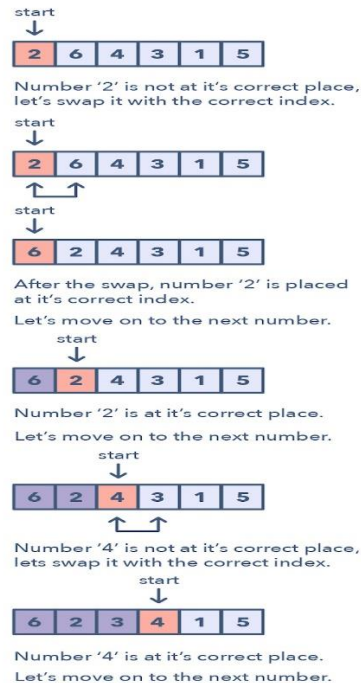 start
2 6 4 3 1 5
Number ‘2’ is not at it’s correct place,
let’s swap it with the correct index.
start
2 6 4 3 1 5
start
6 2 4 3 1 5
After the swap, number ‘2’ is placed
at it’s correct index.
Let’s move on to the next number.
start
6 2 4 3 1 5
Number ‘2’ is at it’s correct place.
Let’s move on to the next number.
start
6 2 4 3 1 5
Number ‘4’ is not at it’s correct place,
lets swap it with the correct index.
start
6 2 3 4 1 5
Number ‘4’ is at it’s correct place.
Let’s move on to the next number.